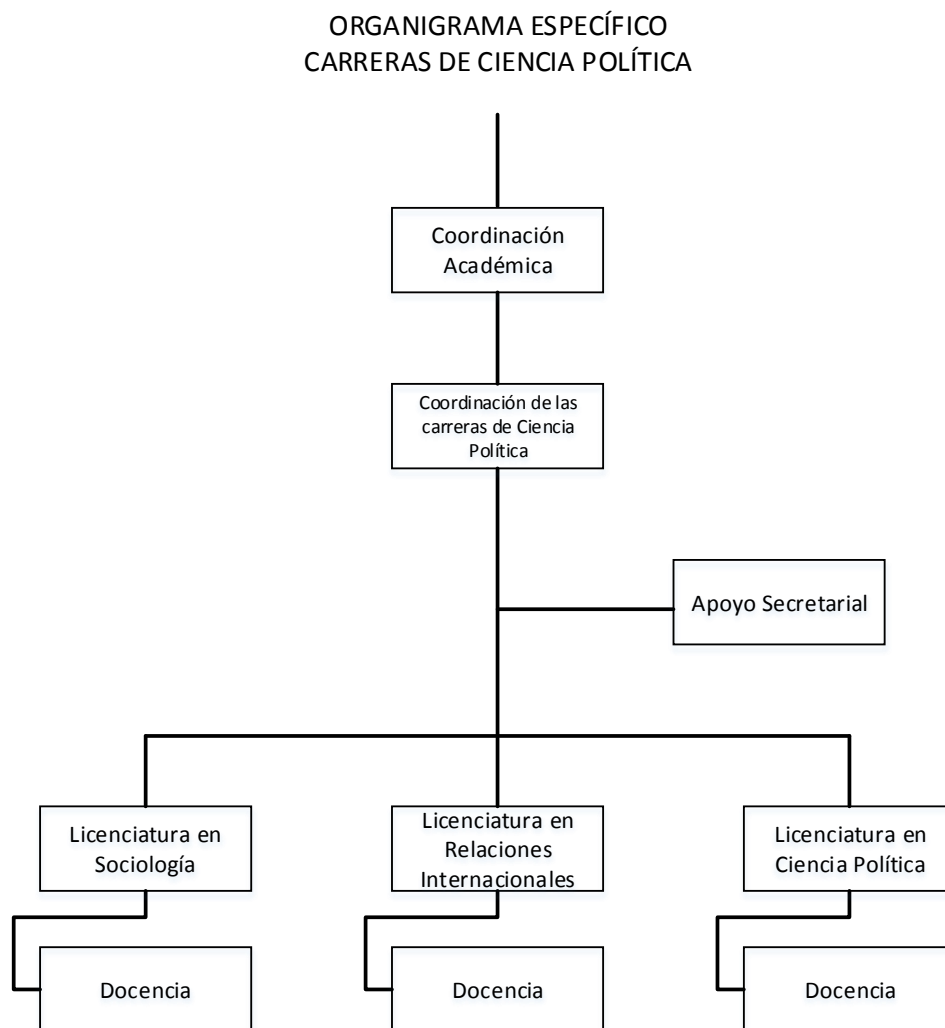 ORGANIGRAMA ESPECÍFICO
CARRERAS DE CIENCIA POLÍTICA
Coordinación
Académica
Coordinación de las
carreras de Ciencia
Política
Apoyo Secretarial
Licenciatura en
Sociología
Licenciatura en
Relaciones
Internacionales
Licenciatura en
Ciencia Política
Docencia
Docencia
Docencia